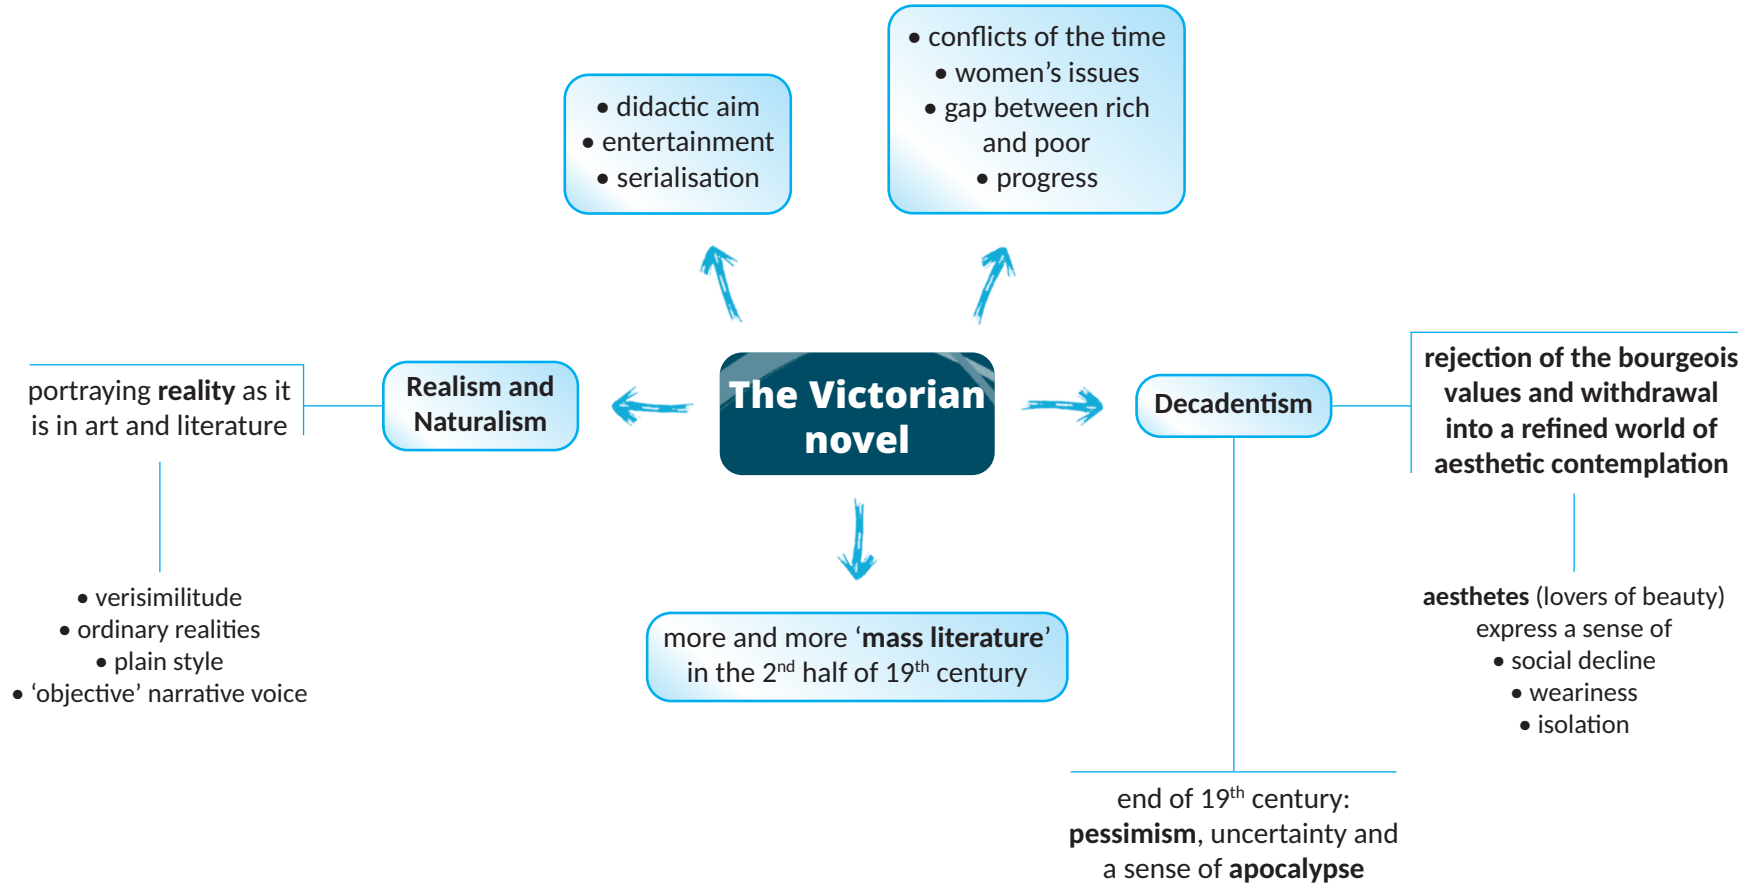 • didactic aim
• entertainment
• serialisation
• conflicts of the time
• women’s issues
• gap between rich
and poor
• progress
The Victorian
novel
Realism and
Naturalism
portraying reality as it
is in art and literature
• verisimilitude
• ordinary realities
• plain style
• ‘objective’ narrative voice
more and more ‘mass literature’
in the 2nd half of 19th century
Decadentism
rejection of the bourgeois
values and withdrawal
into a refined world of
aesthetic contemplation
aesthetes (lovers of beauty)
express a sense of
• social decline
• weariness
• isolation
end of 19th century:
pessimism, uncertainty and
a sense of apocalypse